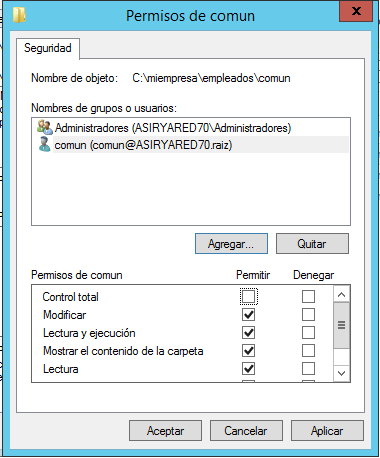 Permisos de comun
Seguridad
Nombre de objeto: C:\miempresa\empleados\comun
Nombres de grupos o usuarios:
Administradores (ASIRYARED70\Administradores)
comun (comun@ASIRYARED70.raiz)
Agregar... Quitar
Permisos de comun Permitir Denegar
Control total
Modificar
Lectura y ejecución
Mostrar el contenido de la carpeta
Lectura
Aceptar Cancelar Aplicar